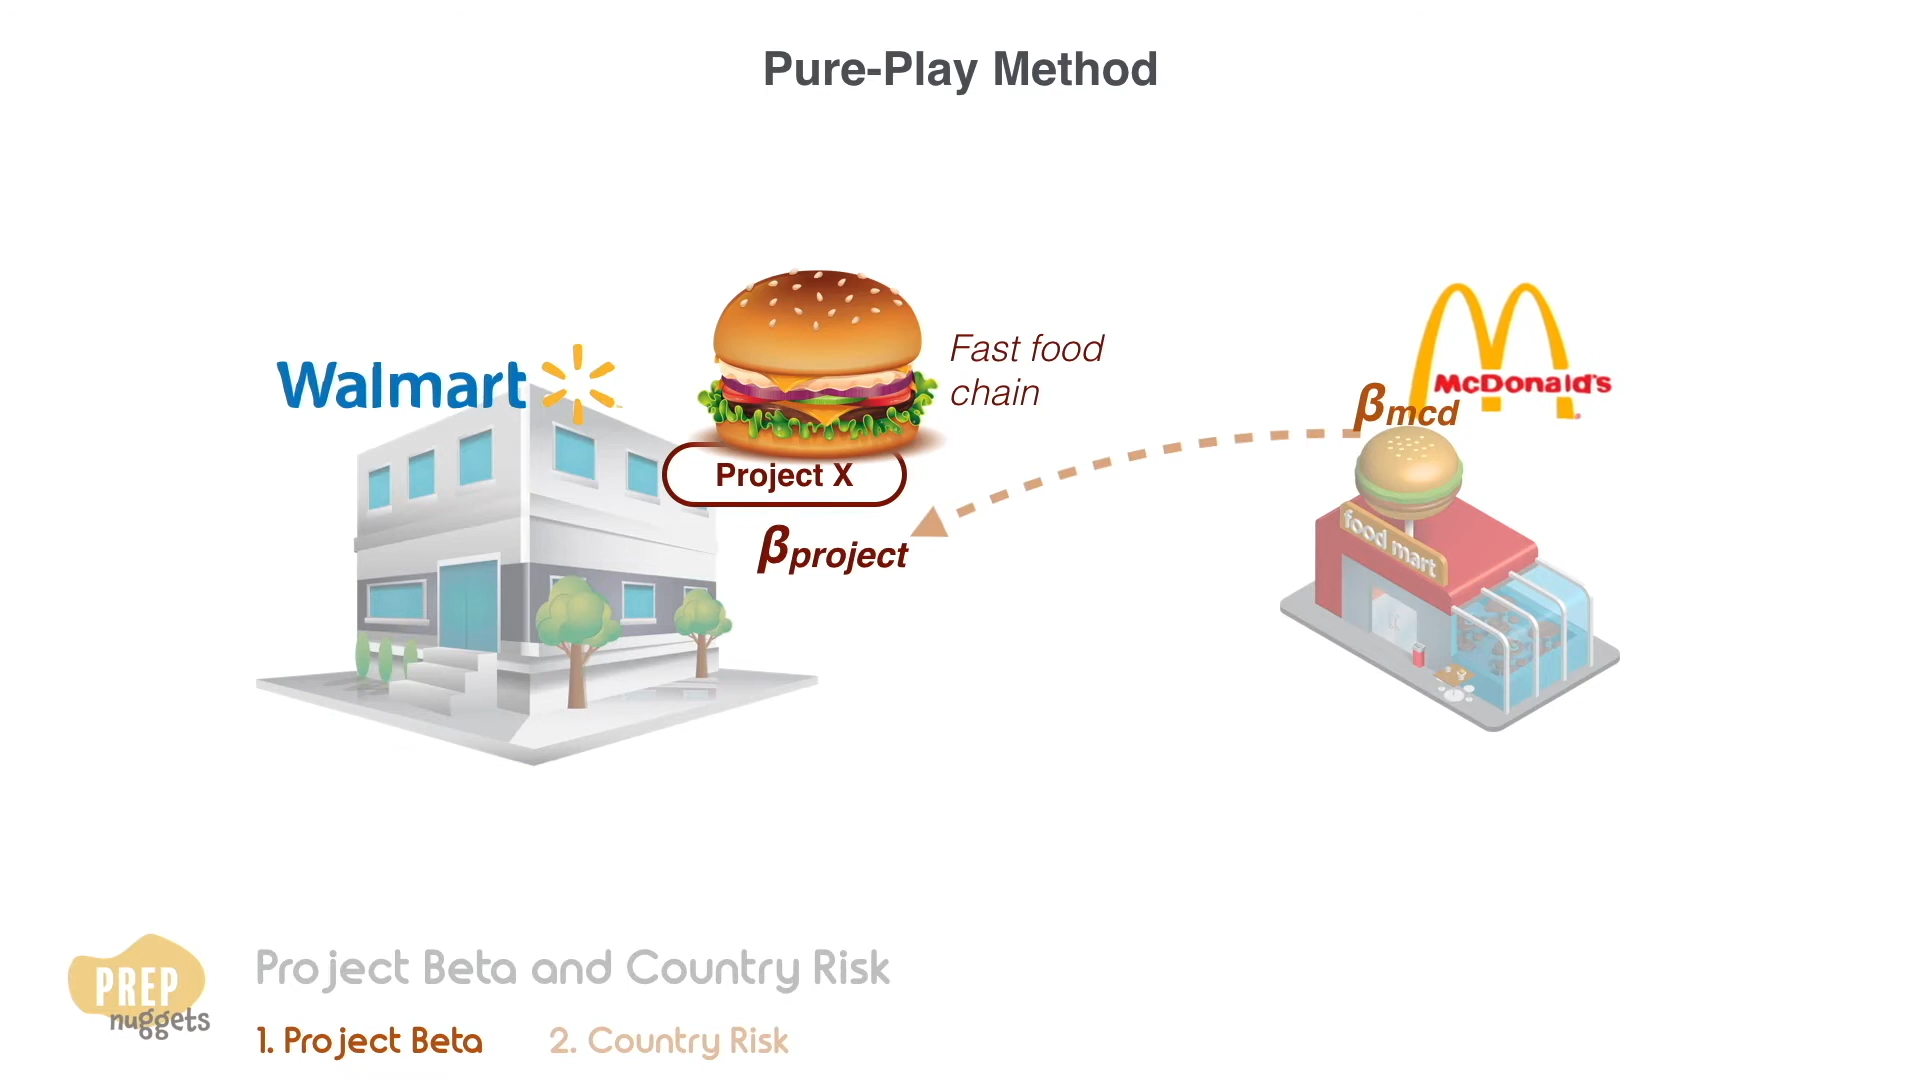 Pure-Play Method
Walmart
Fast food
chain
McDonald's
βmcd
Project X
βproject
food mart
PREP
nuggets
Project Beta and Country Risk
1. Project Beta
2. Country Risk